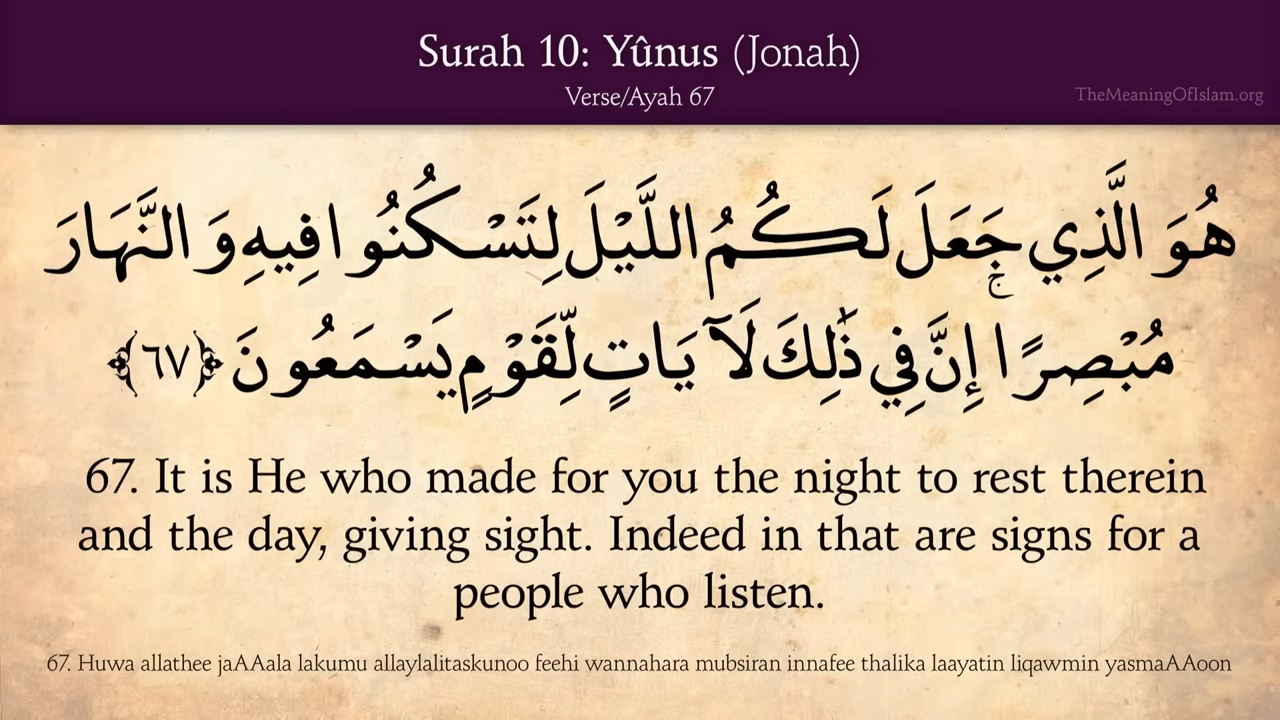 Surah 10: Yûnus (Jonah)
Verse/Ayah 67
TheMeaningOfIslam.org
هُوَ الَّذِي جَعَلَ لَكُمُ اللَّيْلَ لِتَسْكُنُوا فِيهِ وَالنَّهَارَ
مُبْصِرًا ۚ إِنَّ فِي ذَٰلِكَ لَآيَاتٍ لِّقَوْمٍ يَسْمَعُونَ ﴿٦٧﴾
67. It is He who made for you the night to rest therein
and the day, giving sight. Indeed in that are signs for a
people who listen.
67. Huwa allathee jaAAala lakumu allaylalitaskunoo feehi wannahara mubsiran innafee thalika laayatin liqawmin yasmaAAoon